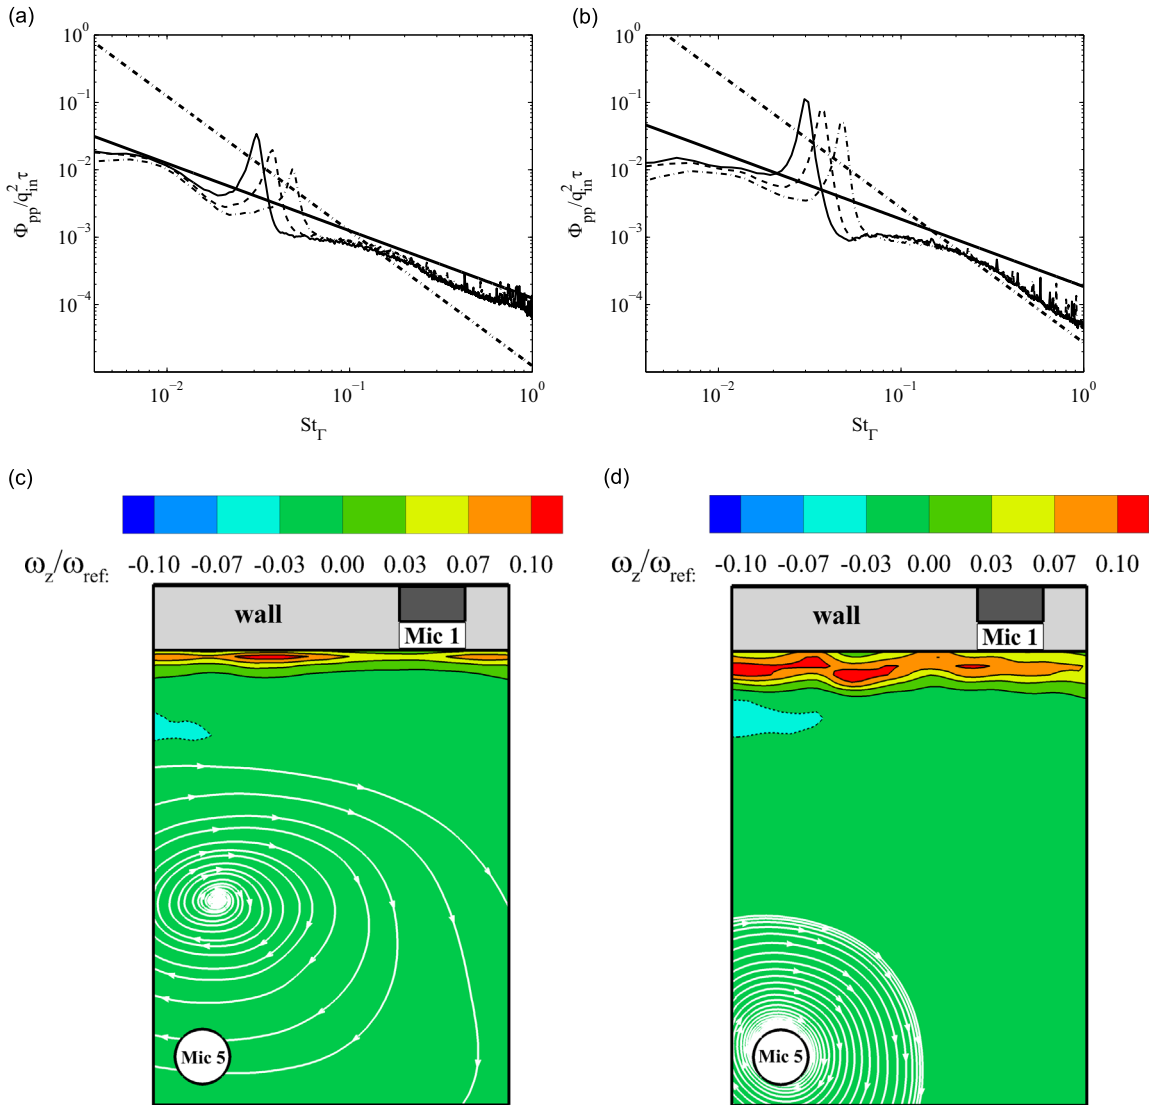 (a)
(b)
10^0
10^-1
10^-2
10^-3
10^-4
Φ_pp/q_in^2 τ
10^-2
10^-1
10^0
St_Γ
10^0
10^-1
10^-2
10^-3
10^-4
Φ_pp/q_in^2 τ
10^-2
10^-1
10^0
St_Γ
(c)
(d)
ω_z/ω_ref: -0.10 -0.07 -0.03 0.00 0.03 0.07 0.10
wall
Mic 1
Mic 5
ω_z/ω_ref: -0.10 -0.07 -0.03 0.00 0.03 0.07 0.10
wall
Mic 1
Mic 5